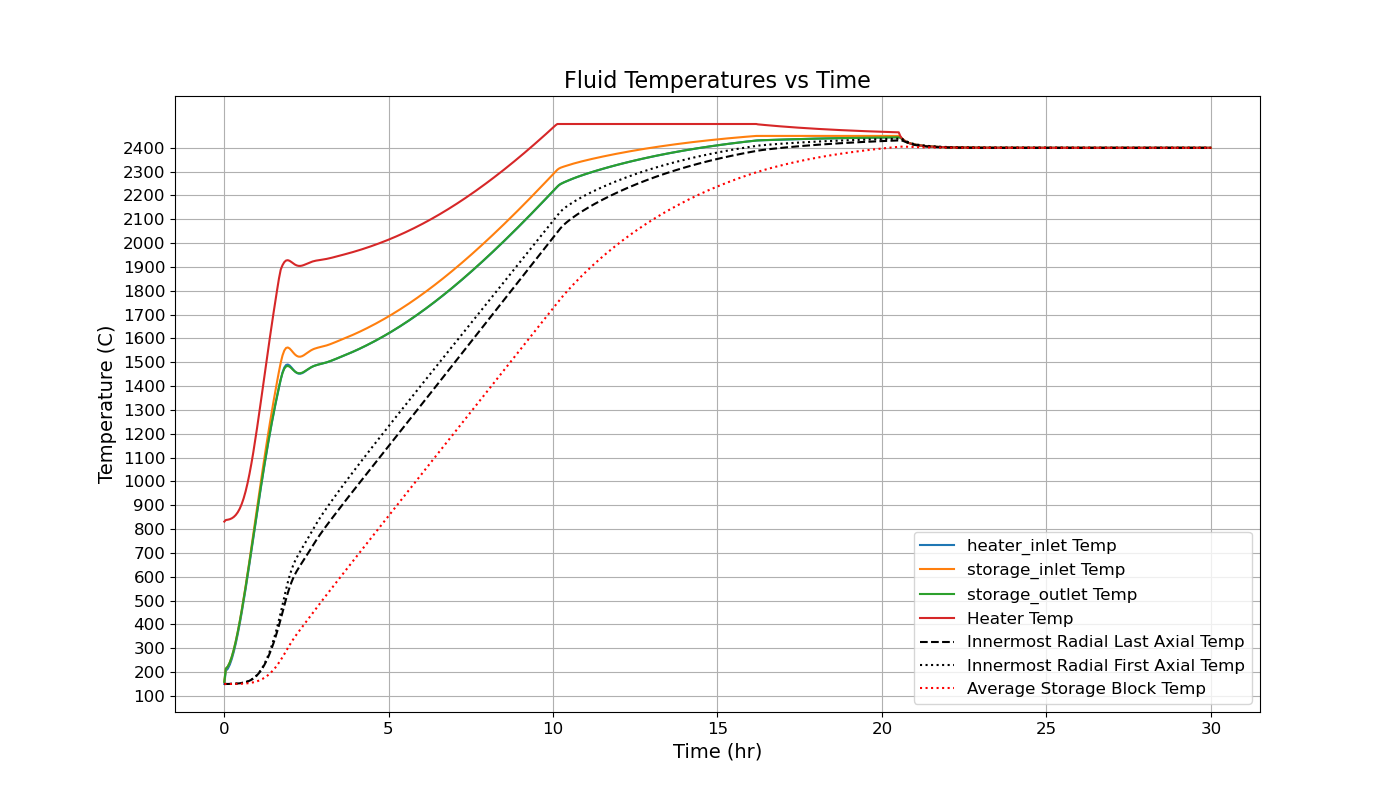 Fluid Temperatures vs Time
Temperature (C)
2400
2300
2200
2100
2000
1900
1800
1700
1600
1500
1400
1300
1200
1100
1000
900
800
700
600
500
400
300
200
100
heater_inlet Temp
storage_inlet Temp
storage_outlet Temp
Heater Temp
Innermost Radial Last Axial Temp
Innermost Radial First Axial Temp
Average Storage Block Temp
0 5 10 15 20 25 30
Time (hr)